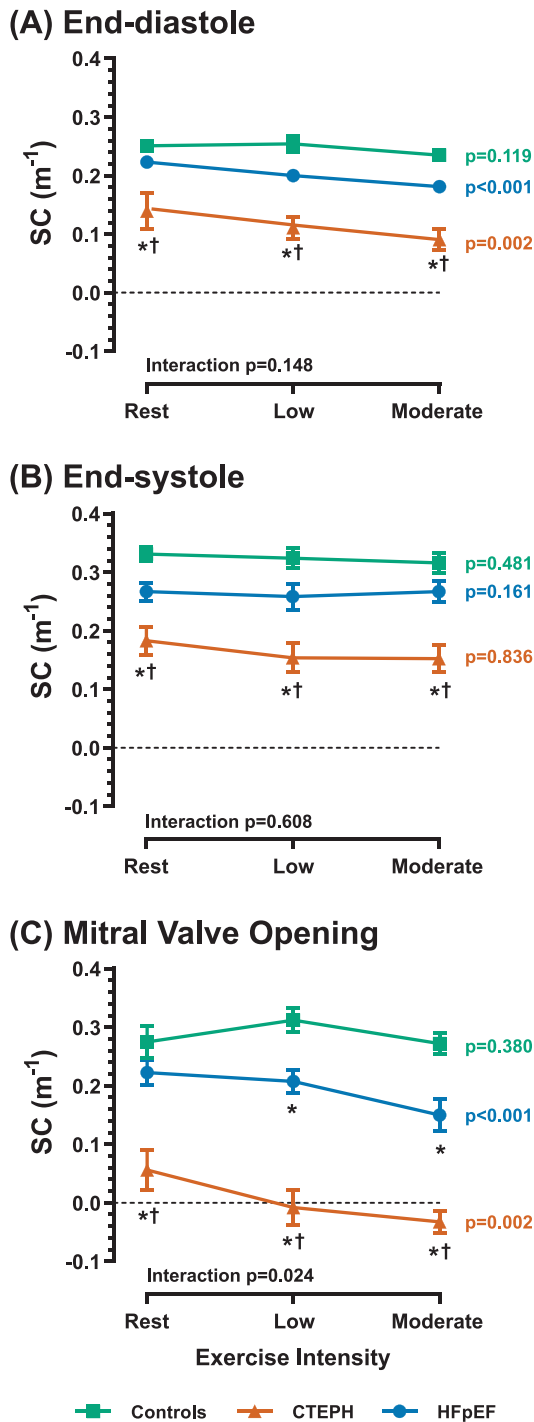 (A) End-diastole
0.4
0.3
0.2
0.1
0.0
-0.1
SC (m⁻¹)
p=0.119
p<0.001
p=0.002
*† *† *†
Interaction p=0.148
Rest Low Moderate
(B) End-systole
0.4
0.3
0.2
0.1
0.0
-0.1
SC (m⁻¹)
p=0.481
p=0.161
p=0.836
*† *† *†
Interaction p=0.608
Rest Low Moderate
(C) Mitral Valve Opening
0.4
0.3
0.2
0.1
0.0
-0.1
SC (m⁻¹)
p=0.380
p<0.001
* *
p=0.002
*† *† *†
Interaction p=0.024
Rest Low Moderate
Exercise Intensity
Controls CTEPH HFpEF